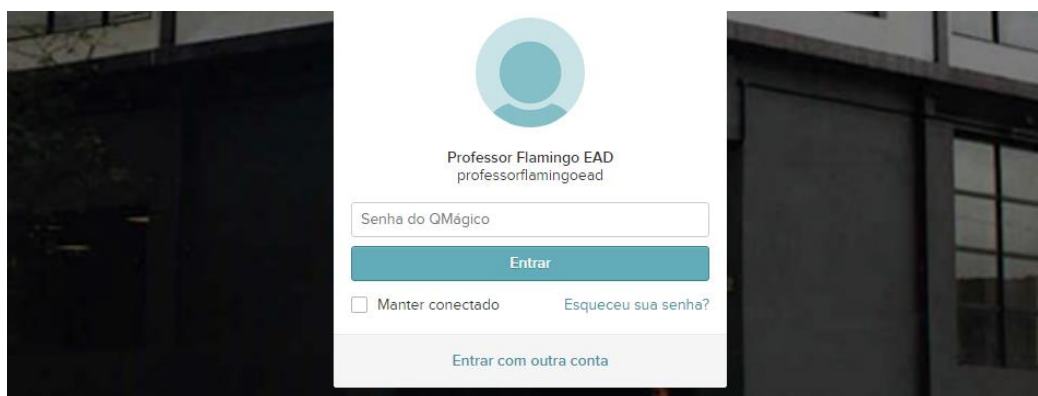 Professor Flamingo EAD
professorflamingoead
Senha do QMágico
Entrar
Manter conectado
Esqueceu sua senha?
Entrar com outra conta